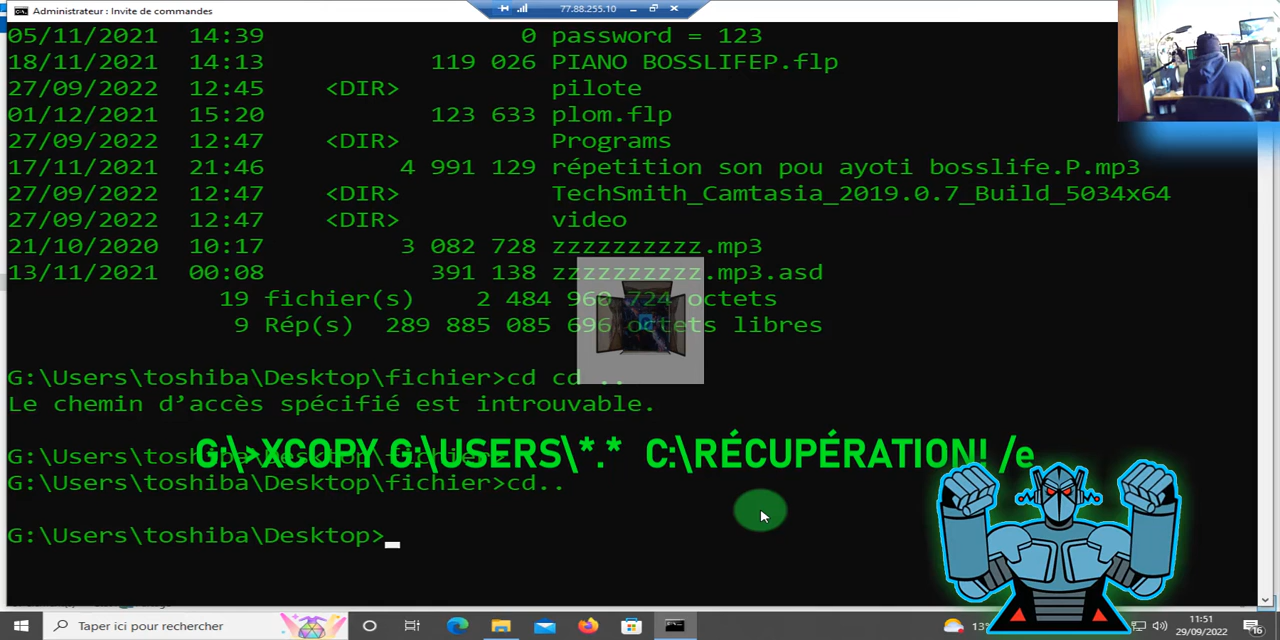 Administrateur : Invite de commandes
77.88.255.10
05/11/2021 14:39 0 password = 123
18/11/2021 14:13 119 026 PIANO BOSSLIFEP.flp
27/09/2022 12:45 <DIR> pilote
01/12/2021 15:20 123 633 plom.flp
27/09/2022 12:47 <DIR> Programs
17/11/2021 21:46 4 991 129 répetition son pou ayoti bosslife.P.mp3
27/09/2022 12:47 <DIR> TechSmith_Camtasia_2019.0.7_Build_5034x64
27/09/2022 12:47 <DIR> video
21/10/2020 10:17 3 082 728 zzzzzzzzzz.mp3
13/11/2021 00:08 391 138 zzzzzzzzzz.mp3.asd
19 fichier(s) 2 484 960 724 octets
9 Rép(s) 289 885 085 696 octets libres
G:\Users\toshiba\Desktop\fichier>cd cd ..
Le chemin d’accès spécifié est introuvable.
G:\Users\toshiba\Desktop\fichier>
G:\>XCOPY G:\USERS\*.* C:\RÉCUPÉRATION! /e
G:\Users\toshiba\Desktop\fichier>cd..
G:\Users\toshiba\Desktop>
Taper ici pour rechercher
13°
11:51
29/09/2022
16